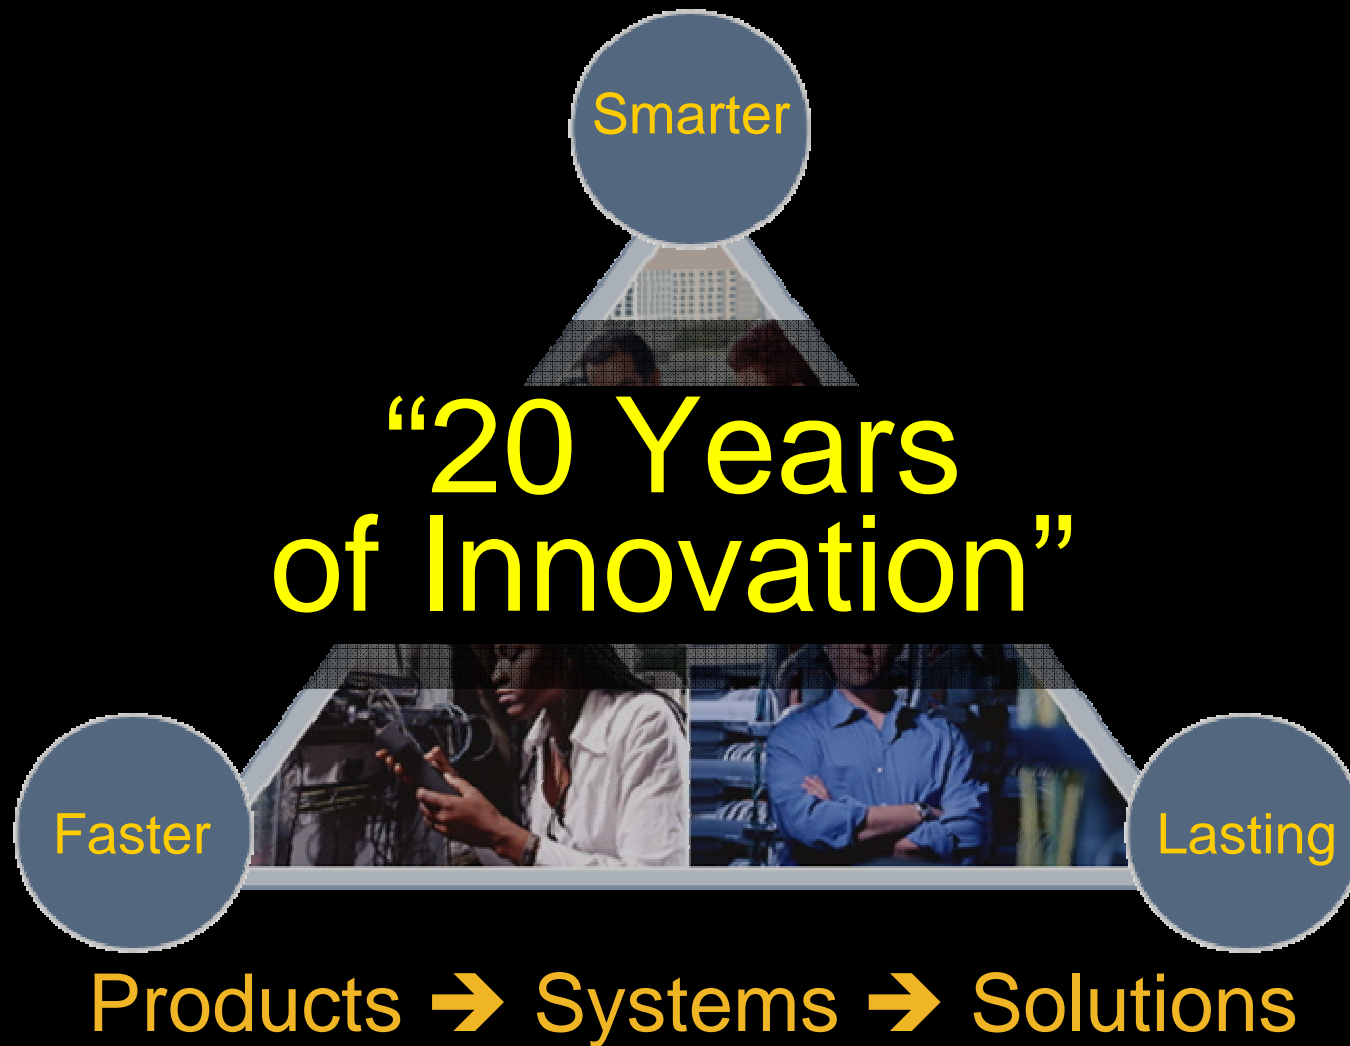 Smarter
“20 Years
of Innovation”
Faster
Lasting
Products ➔ Systems ➔ Solutions